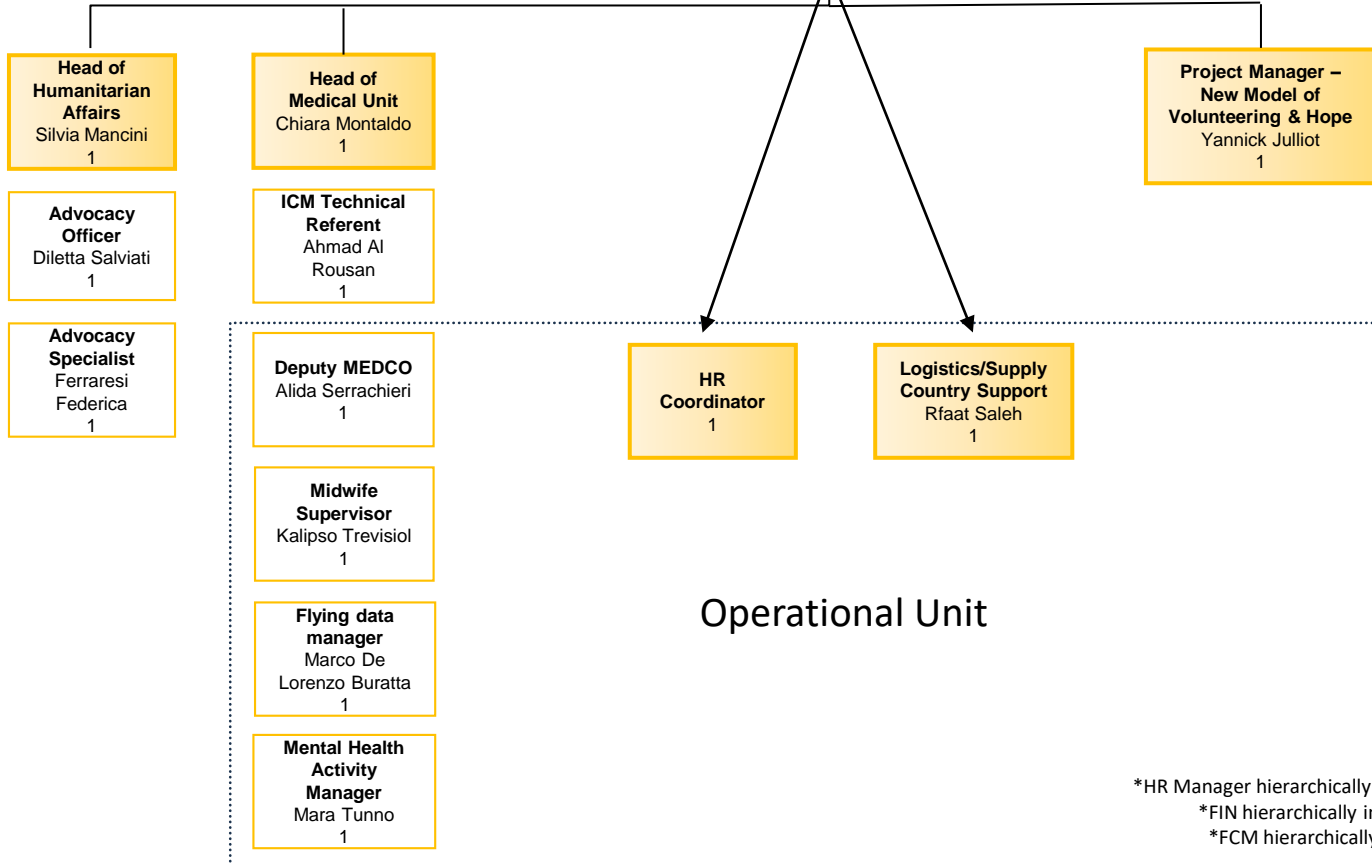 Head of
Humanitarian
Affairs
Silvia Mancini
1
Head of
Medical Unit
Chiara Montaldo
1
Project Manager –
New Model of
Volunteering & Hope
Yannick Julliot
1
Advocacy
Officer
Diletta Salviati
1
ICM Technical
Referent
Ahmad Al
Rousan
1
Advocacy
Specialist
Ferraresi
Federica
1
Deputy MEDCO
Alida Serrachieri
1
HR
Coordinator
1
Logistics/Supply
Country Support
Rfaat Saleh
1
Midwife
Supervisor
Kalipso Trevisiol
1
Operational Unit
Flying data
manager
Marco De
Lorenzo Buratta
1
Mental Health
Activity
Manager
Mara Tunno
1
*HR Manager hierarchically
*FIN hierarchically
*FCM hierarchically